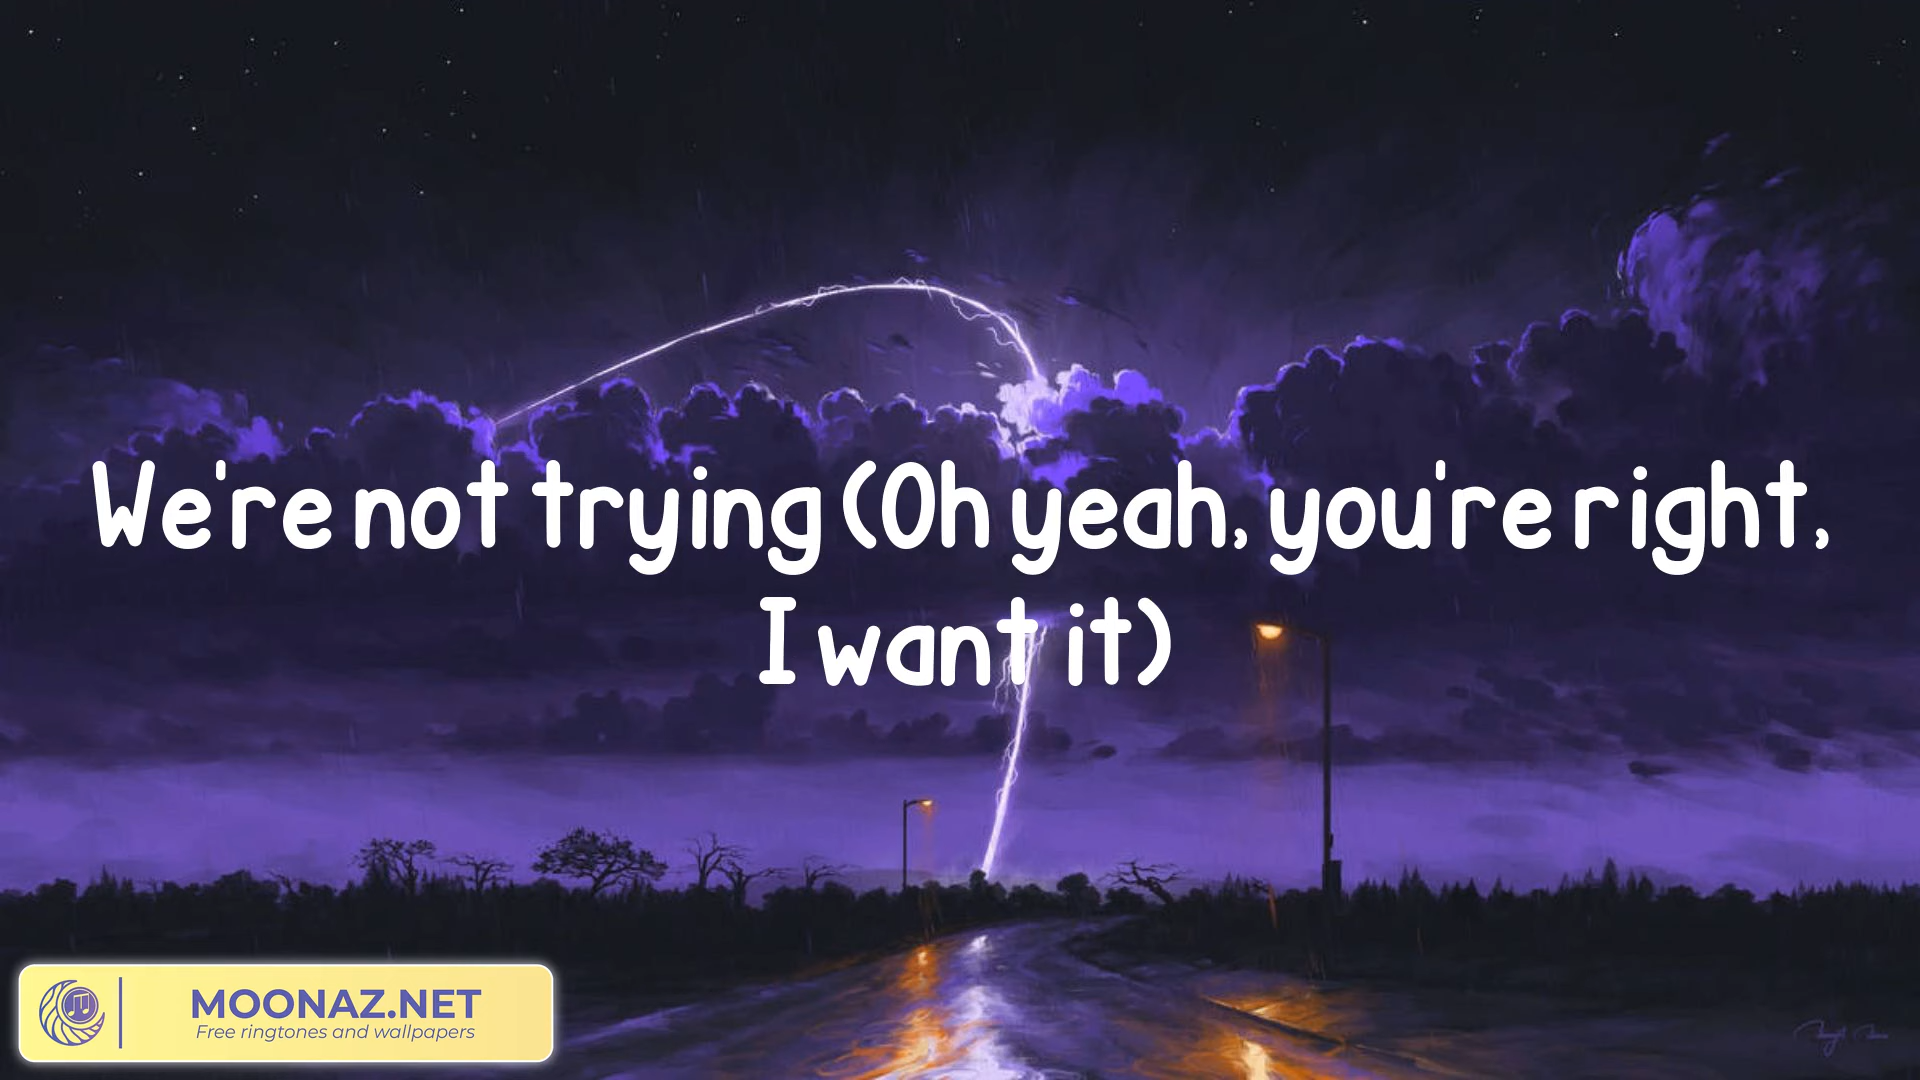 We're not trying (Oh yeah, you're right,
I want it)
MOONAZ.NET
Free ringtones and wallpapers